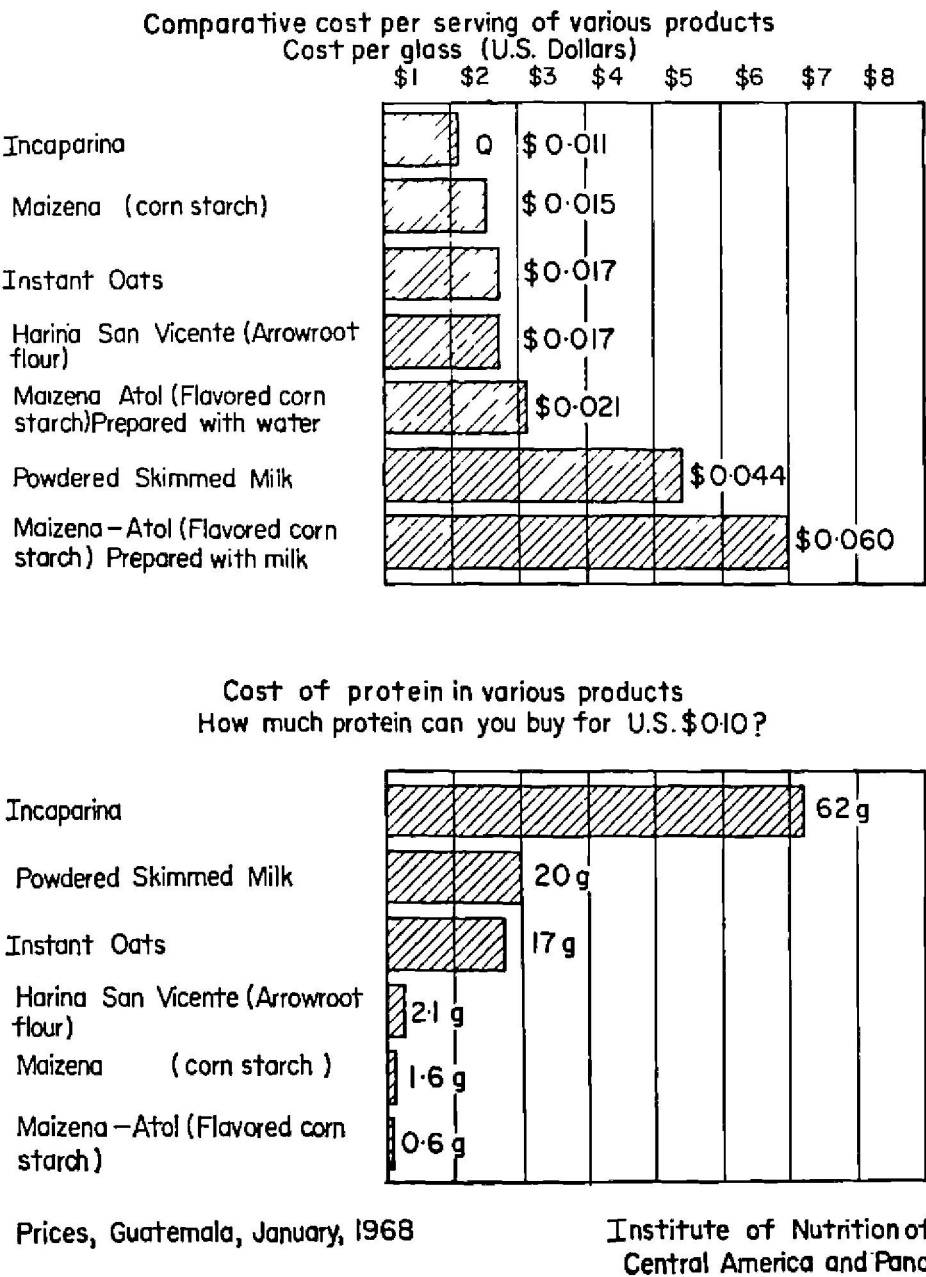 Comparative cost per serving of various products
Cost per glass (U.S. Dollars)
$1 $2 $3 $4 $5 $6 $7 $8
Incaparina Q $0·011
Maizena (corn starch) $0·015
Instant Oats $0·017
Harina San Vicente (Arrowroot
flour) $0·017
Maizena Atol (Flavored corn
starch)Prepared with water $0·021
Powdered Skimmed Milk $0·044
Maizena–Atol (Flavored corn
starch) Prepared with milk $0·060
Cost of protein in various products
How much protein can you buy for U.S. $0·10?
Incaparina 62 g
Powdered Skimmed Milk 20 g
Instant Oats 17 g
Harina San Vicente (Arrowroot
flour) 2·1 g
Maizena (corn starch) 1·6 g
Maizena–Atol (Flavored corn
starch) 0·6 g
Prices, Guatemala, January, 1968
Institute of Nutrition of
Central America and Pana